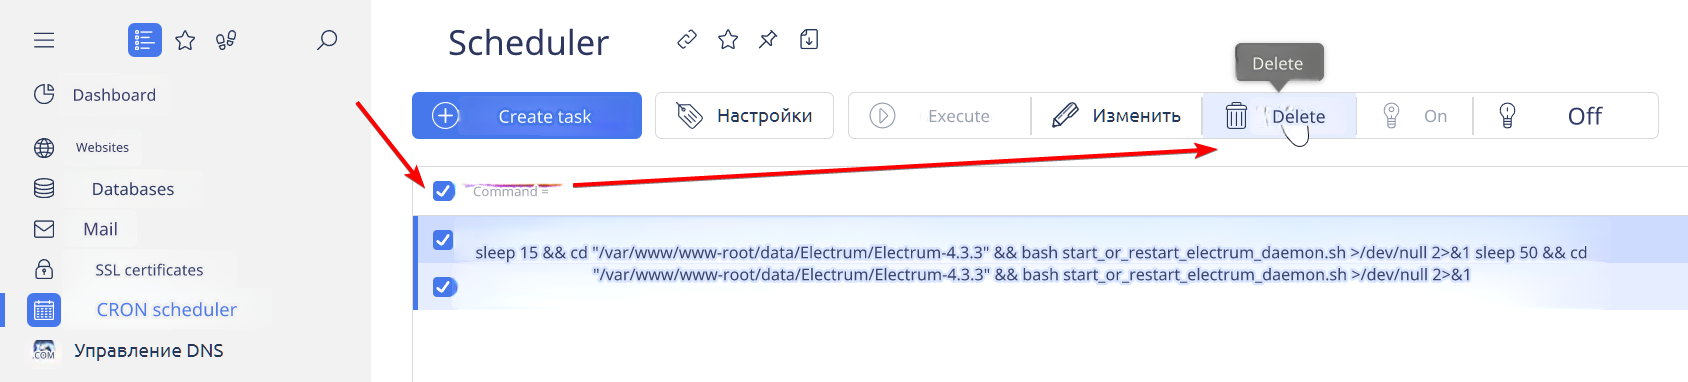 Scheduler
Delete
Dashboard
Create task
Настройки
Execute
Изменить
Delete
On
Off
Websites
Databases
Command =
Mail
sleep 15 && cd "/var/www/www-root/data/Electrum/Electrum-4.3.3" && bash start_or_restart_electrum_daemon.sh >/dev/null 2>&1 sleep 50 && cd
"/var/www/www-root/data/Electrum/Electrum-4.3.3" && bash start_or_restart_electrum_daemon.sh >/dev/null 2>&1
SSL certificates
CRON scheduler
.COM
Управление DNS